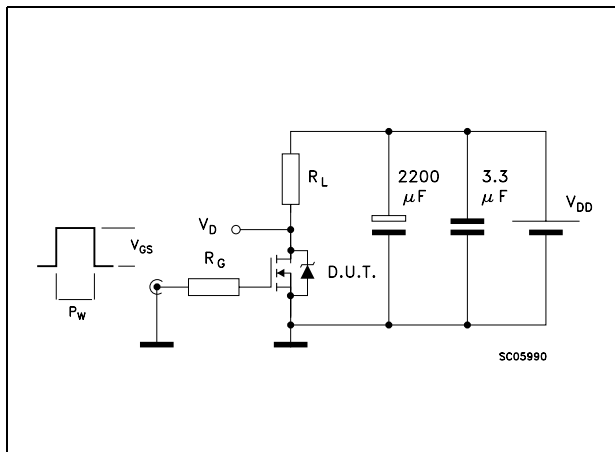 R_L
2200
μF
3.3
μF
V_DD
V_D
V_GS
R_G
D.U.T.
P_W
SC05990